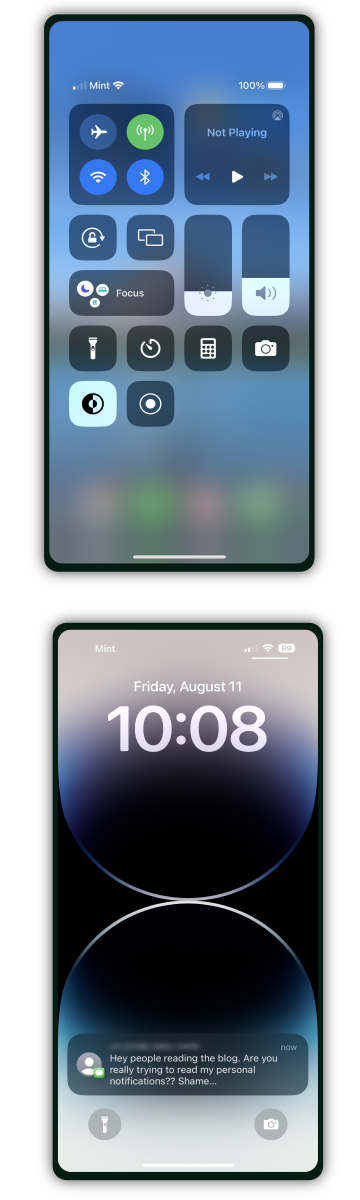 Mint 100%
Not Playing
Focus
Mint 99
Friday, August 11
10:08
now
Hey people reading the blog. Are you
really trying to read my personal
notifications?? Shame...